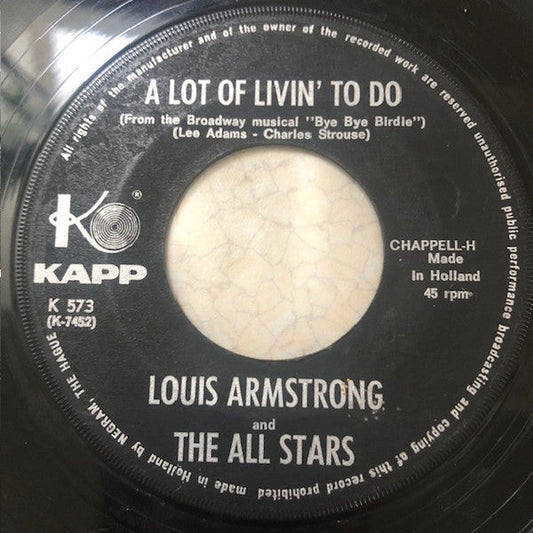 All rights of the manufacturer and of the owner of the recorded work are reserved unauthorised public performance broadcasting and copying of this record prohibited made in Holland by NEGRAM, THE HAGUE
A LOT OF LIVIN' TO DO
(From the Broadway musical "Bye Bye Birdie")
(Lee Adams - Charles Strouse)
K ®
KAPP
K 573
(K-7452)
CHAPPELL-H
Made
In Holland
45 rpm
LOUIS ARMSTRONG
and
THE ALL STARS